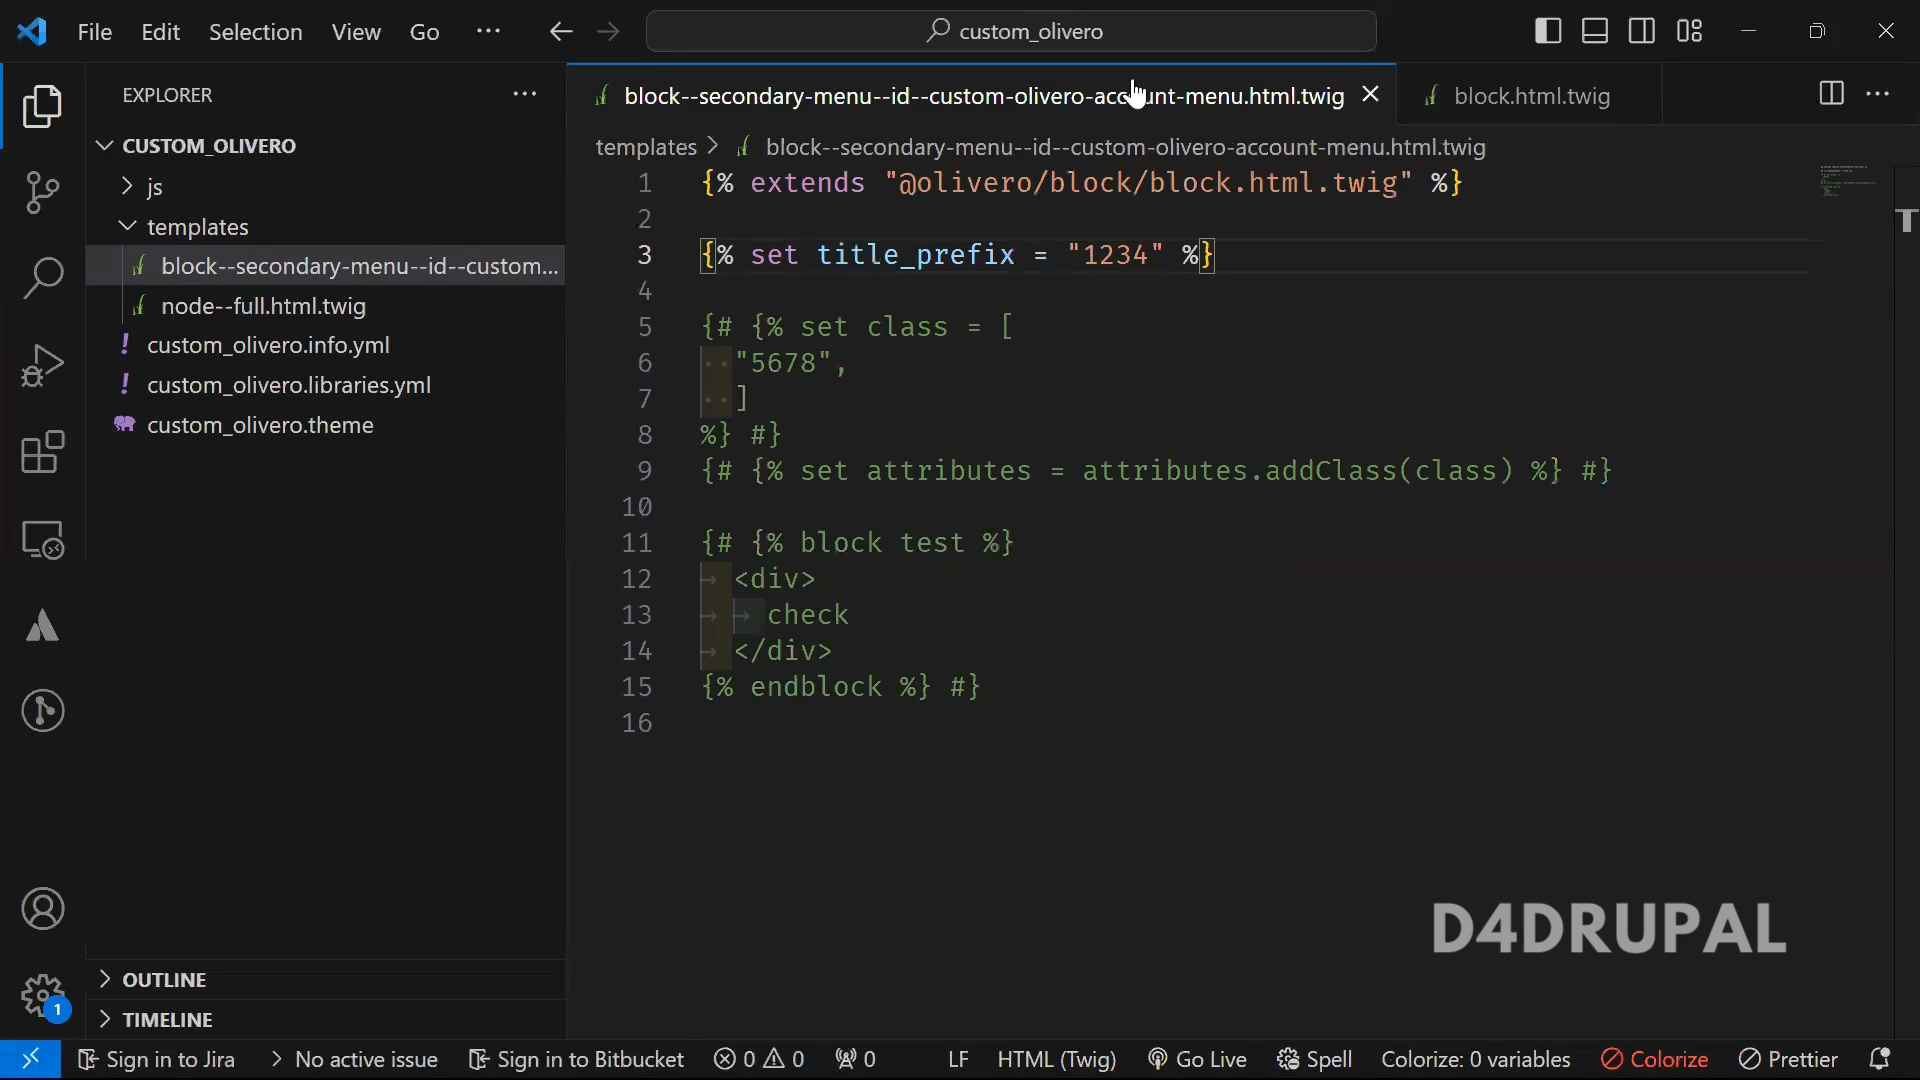 File Edit Selection View Go ··· custom_olivero
EXPLORER ···
CUSTOM_OLIVERO
js
templates
block--secondary-menu--id--custom...
node--full.html.twig
! custom_olivero.info.yml
! custom_olivero.libraries.yml
custom_olivero.theme
OUTLINE
TIMELINE
block--secondary-menu--id--custom-olivero-account-menu.html.twig block.html.twig
templates > block--secondary-menu--id--custom-olivero-account-menu.html.twig
1 {% extends "@olivero/block/block.html.twig" %}
2
3 {% set title_prefix = "1234" %}
4
5 {# {% set class = [
6 "5678",
7 ]
8 %} #}
9 {# {% set attributes = attributes.addClass(class) %} #}
10
11 {# {% block test %}
12 <div>
13 check
14 </div>
15 {% endblock %} #}
16
D4DRUPAL
1
Sign in to Jira > No active issue Sign in to Bitbucket 0 0 0 LF HTML (Twig) Go Live Spell Colorize: 0 variables Colorize Prettier